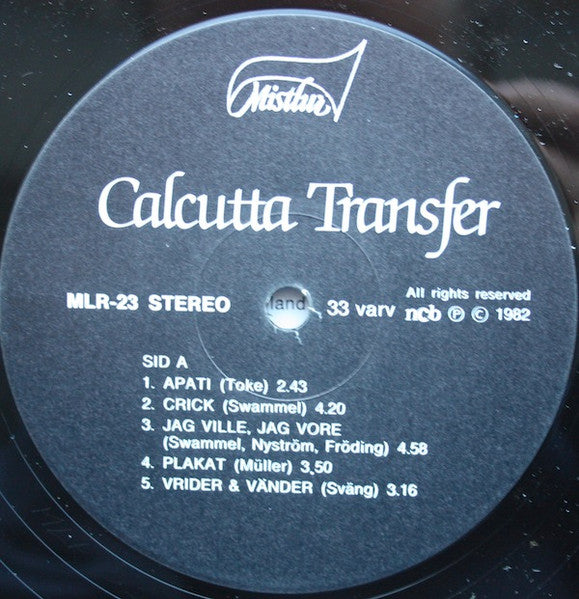 Mistlur
Calcutta Transfer
MLR-23 STEREO
land
33 varv
All rights reserved
ncb Ⓟ © 1982
SID A
1. APATI (Toke) 2.43
2. CRICK (Swammel) 4.20
3. JAG VILLE, JAG VORE
(Swammel, Nyström, Fröding) 4.58
4. PLAKAT (Müller) 3.50
5. VRIDER & VÄNDER (Sväng) 3.16